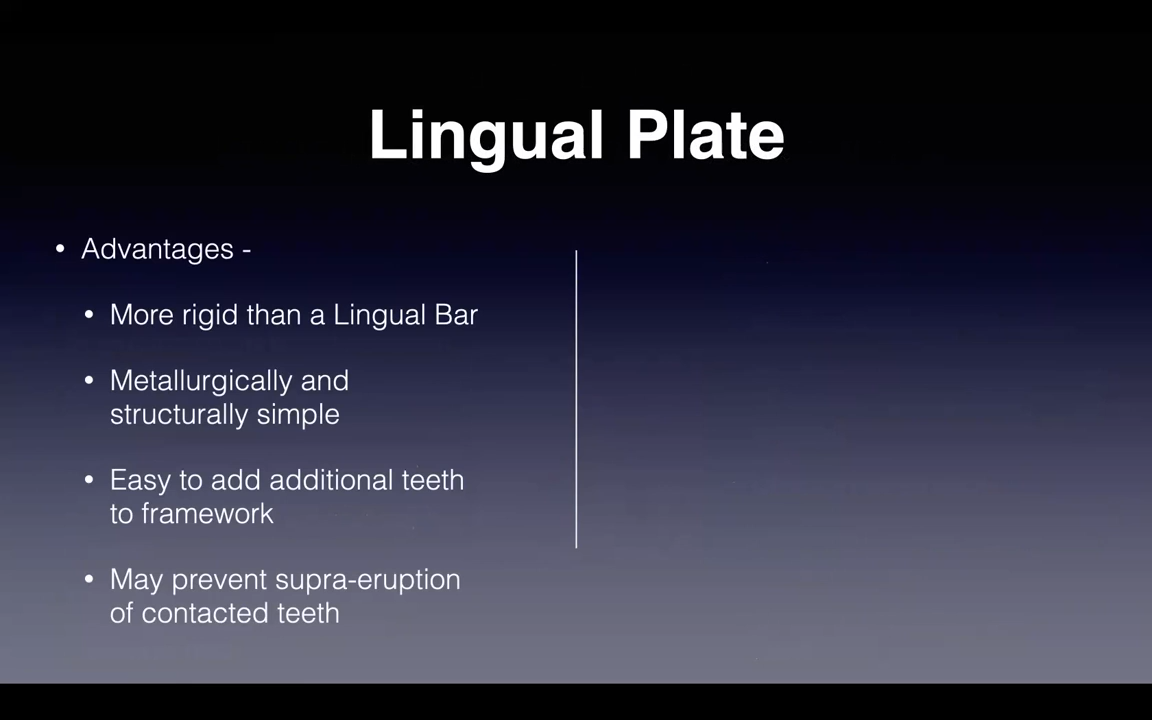 Lingual Plate
• Advantages -
• More rigid than a Lingual Bar
• Metallurgically and
structurally simple
• Easy to add additional teeth
to framework
• May prevent supra-eruption
of contacted teeth